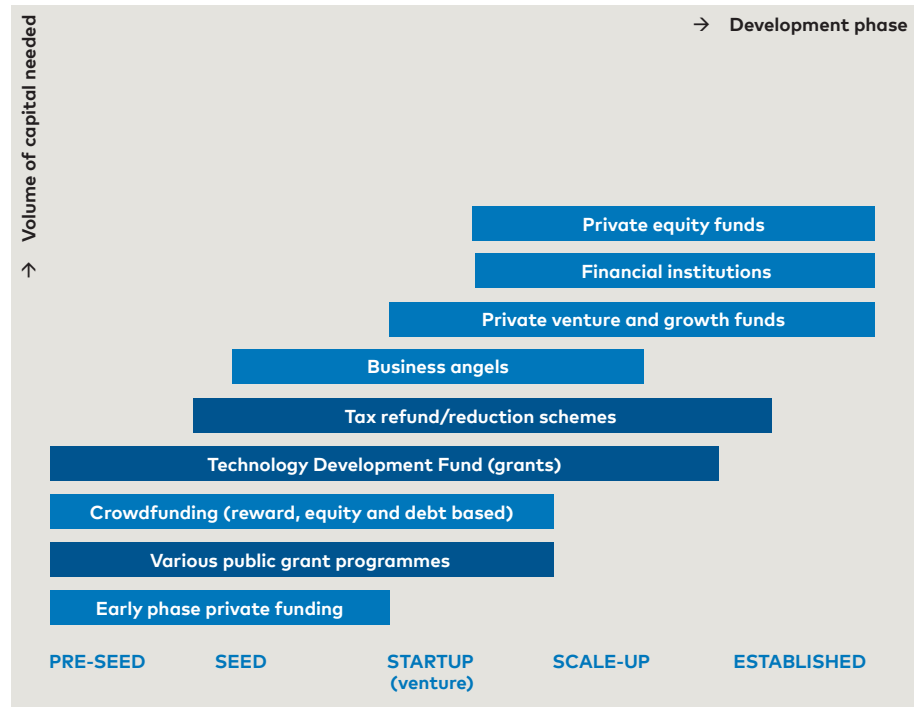 → Development phase
↑ Volume of capital needed
Private equity funds
Financial institutions
Private venture and growth funds
Business angels
Tax refund/reduction schemes
Technology Development Fund (grants)
Crowdfunding (reward, equity and debt based)
Various public grant programmes
Early phase private funding
PRE-SEED SEED STARTUP SCALE-UP ESTABLISHED
(venture)